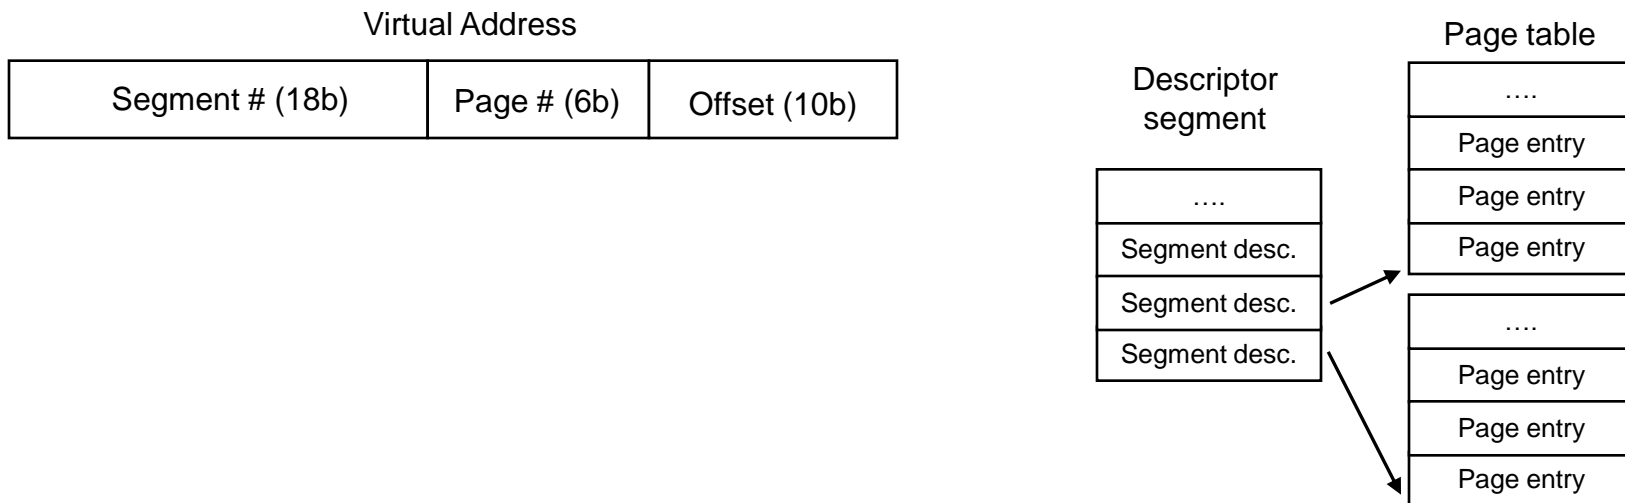 Virtual Address
Segment # (18b)
Page # (6b)
Offset (10b)
Descriptor
segment
….
Segment desc.
Segment desc.
Segment desc.
Page table
….
Page entry
Page entry
Page entry
….
Page entry
Page entry
Page entry